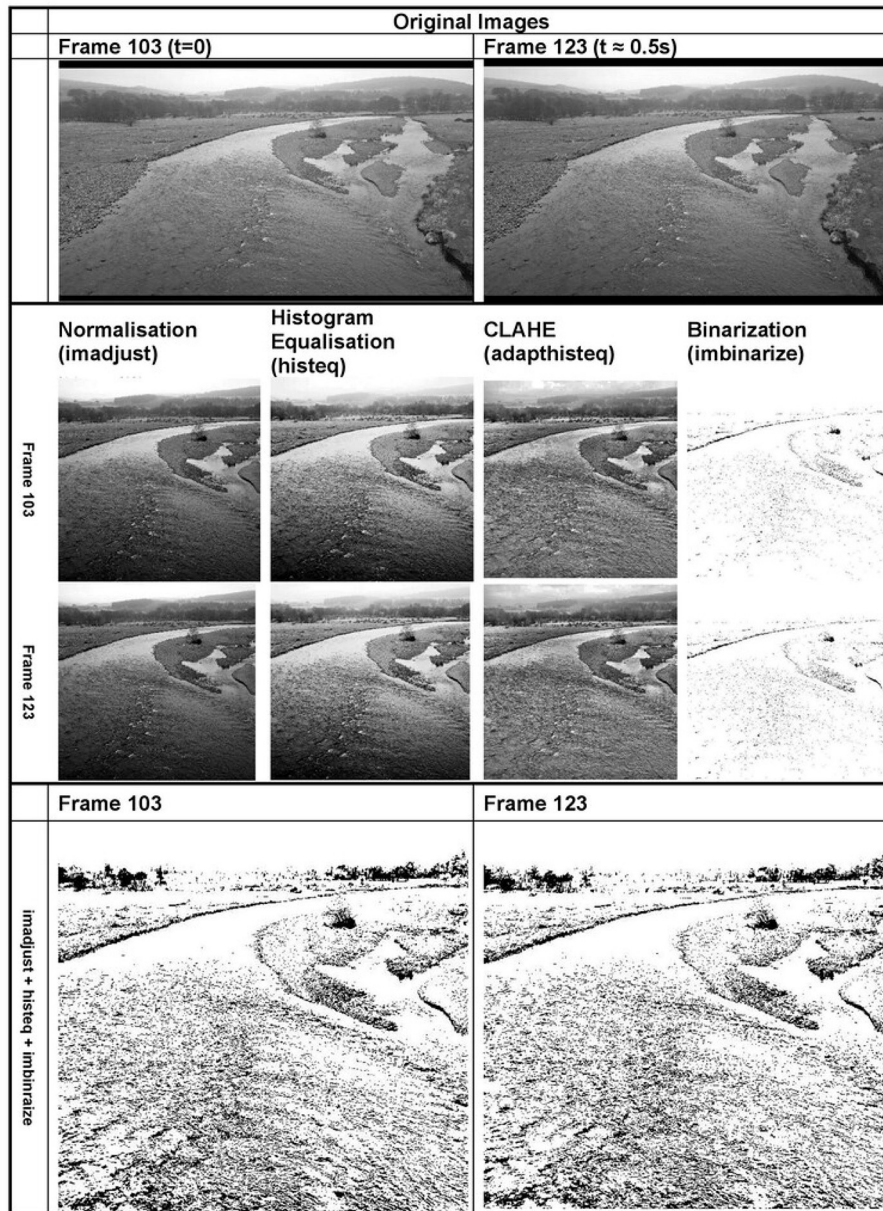 Original Images
Frame 103 (t=0)
Frame 123 (t ≈ 0.5s)
Normalisation
(imadjust)
Histogram
Equalisation
(histeq)
CLAHE
(adapthisteq)
Binarization
(imbinarize)
Frame 103
Frame 123
Frame 103
Frame 123
imadjust + histeq + imbinraize